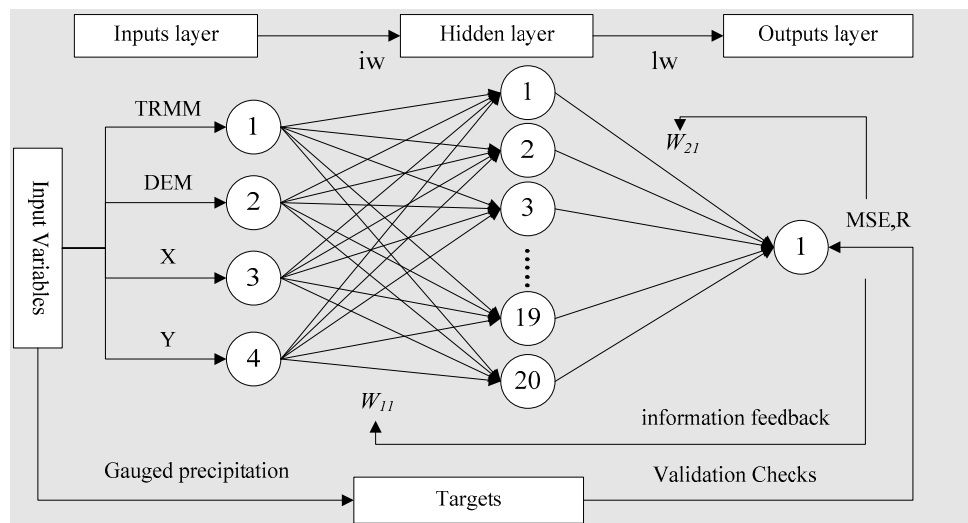 Inputs layer
Hidden layer
Outputs layer
iw
lw
Input Variables
TRMM
DEM
X
Y
1
2
3
4
1
2
3
19
20
1
W21
MSE,R
W11
information feedback
Gauged precipitation
Validation Checks
Targets